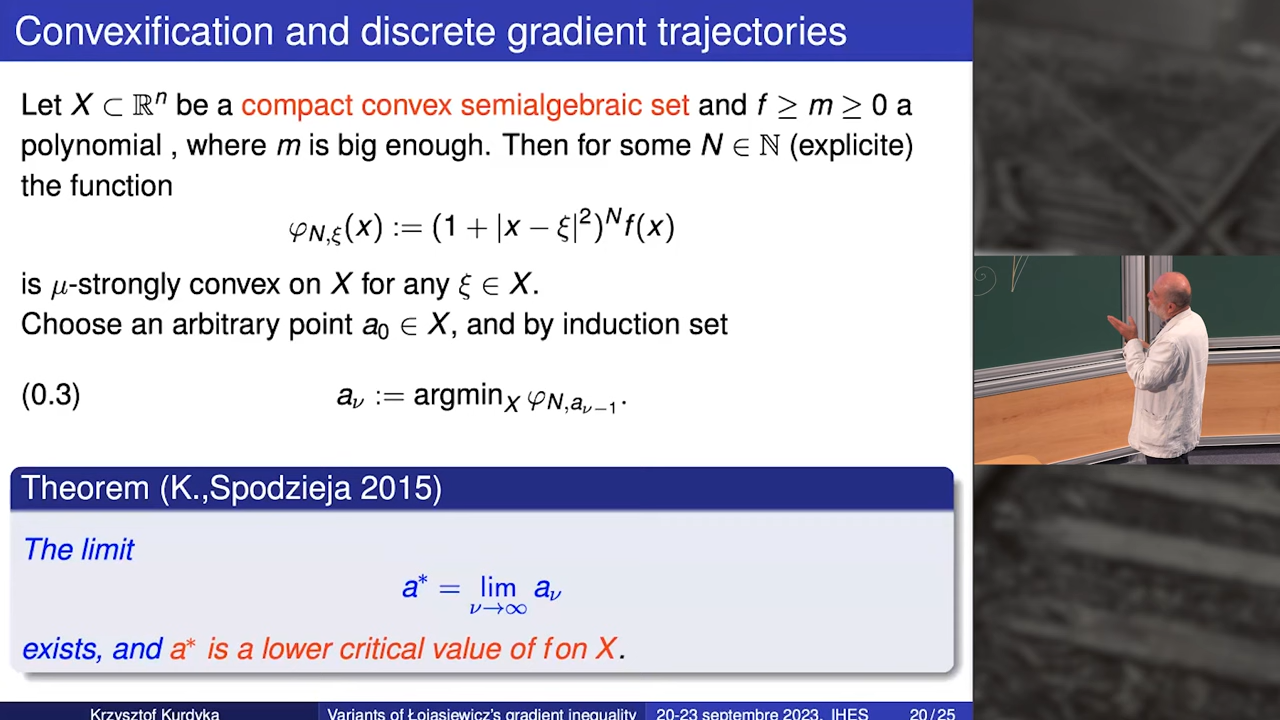 Convexification and discrete gradient trajectories
Let X ⊂ ℝⁿ be a compact convex semialgebraic set and f ≥ m ≥ 0 a
polynomial , where m is big enough. Then for some N ∈ ℕ (explicite)
the function
φ_{N,ξ}(x) := (1 + |x − ξ|²)ᴺ f(x)
is μ-strongly convex on X for any ξ ∈ X.
Choose an arbitrary point a₀ ∈ X, and by induction set
(0.3) a_ν := argmin_X φ_{N,a_{ν−1}}.
Theorem (K.,Spodzieja 2015)
The limit
a* = lim_{ν→∞} a_ν
exists, and a* is a lower critical value of f on X.
Krzysztof Kurdyka Variants of Łojasiewicz's gradient inequality 20-23 septembre 2023, IHES 20 / 25